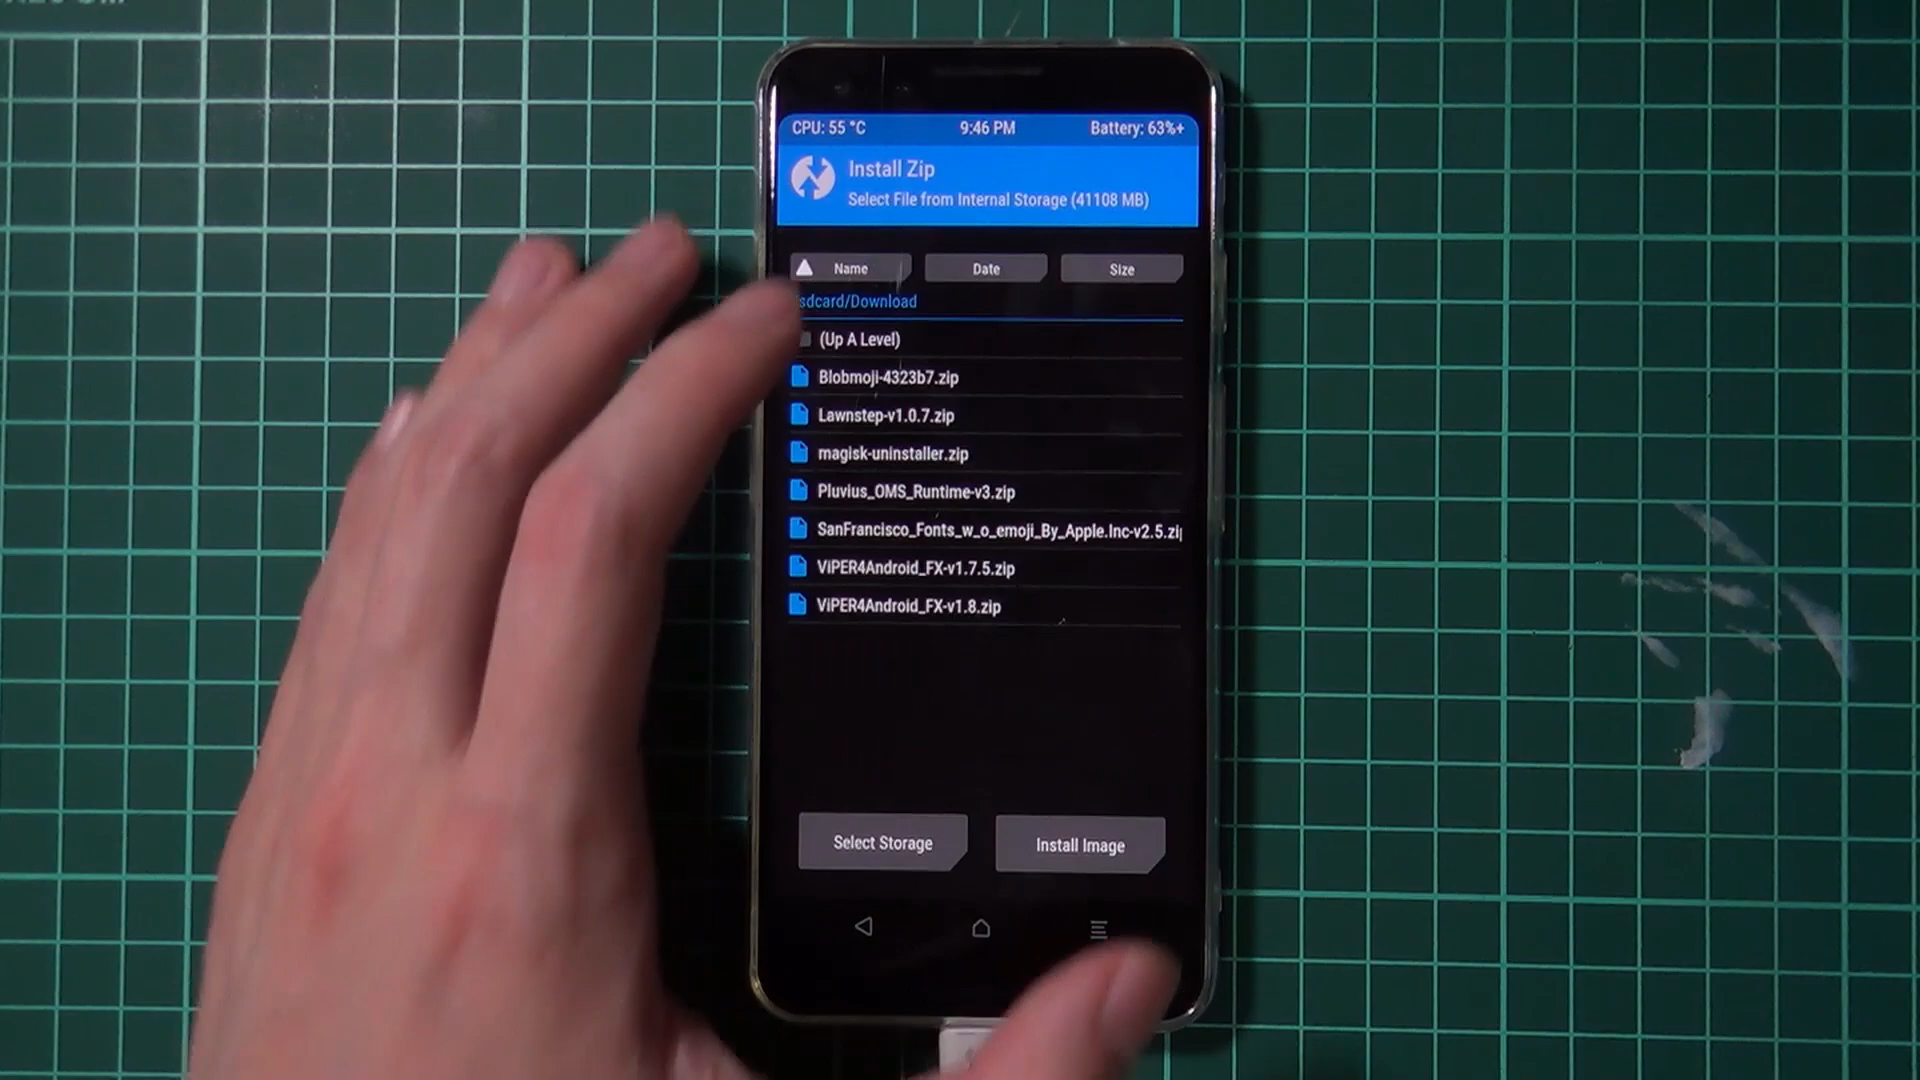 CPU: 55 °C 9:46 PM Battery: 63%+
Install Zip
Select File from Internal Storage (41108 MB)
Name Date Size
sdcard/Download
(Up A Level)
Blobmoji-4323b7.zip
Lawnstep-v1.0.7.zip
magisk-uninstaller.zip
Pluvius_OMS_Runtime-v3.zip
SanFrancisco_Fonts_w_o_emoji_By_Apple.Inc-v2.5.zip
ViPER4Android_FX-v1.7.5.zip
ViPER4Android_FX-v1.8.zip
Select Storage Install Image